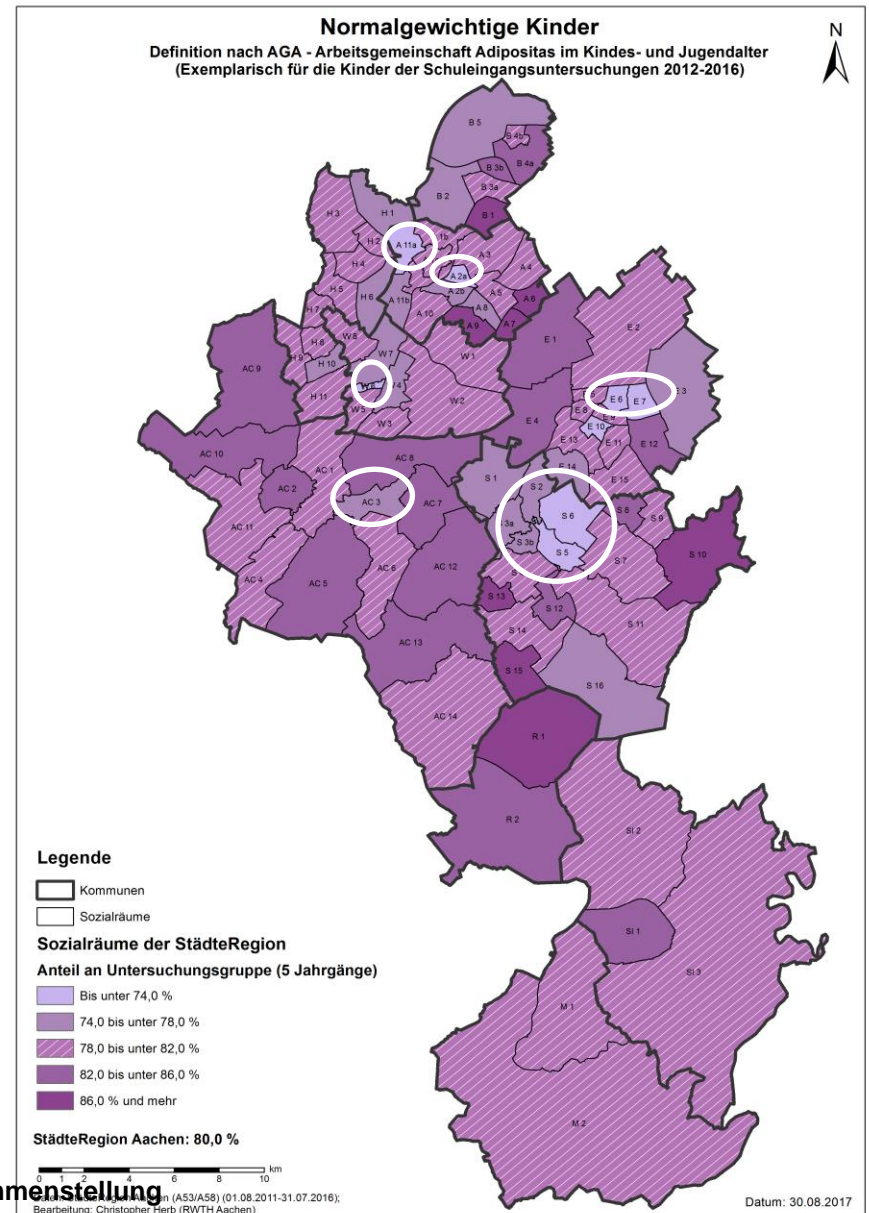 Normalgewichtige Kinder
Definition nach AGA - Arbeitsgemeinschaft Adipositas im Kindes- und Jugendalter
(Exemplarisch für die Kinder der Schuleingangsuntersuchungen 2012-2016)
N
B 5
B 4b
B 4a
B 3b
B 3a
B 2
B 1
H 3
H 1
H 2
A 11a
1b
A 3
H 4
A 2a
A 4
H 5
H 6
A 11b
A 2b
A 5
A 6
H 7
A 10
A 8
A 9
A 7
E 1
E 2
AC 9
H 8
W 8
W 7
W 1
H 9
H 10
W 4
E 3
H 11
W 5
W 2
E 6
E 7
W 3
E 4
E 8
E 10
AC 10
AC 1
AC 8
E 13
E 11
E 12
S 1
E 14
E 15
AC 2
AC 3
AC 7
S 2
S 6
S 8
S 9
AC 11
3a
S 3b
S 5
S 7
S 10
AC 4
AC 5
AC 6
AC 12
S 13
S 12
AC 13
S 14
S 11
S 15
S 16
AC 14
R 1
R 2
SI 2
SI 1
SI 3
M 1
M 2
Legende
Kommunen
Sozialräume
Sozialräume der StädteRegion
Anteil an Untersuchungsgruppe (5 Jahrgänge)
Bis unter 74,0 %
74,0 bis unter 78,0 %
78,0 bis unter 82,0 %
82,0 bis unter 86,0 %
86,0 % und mehr
StädteRegion Aachen: 80,0 %
km
0 1 2 4 6 8 10
mmenstellung
(A53/A58) (01.08.2011-31.07.2016);
Bearbeitung: Christopher Herb (RWTH Aachen)
Datum: 30.08.2017